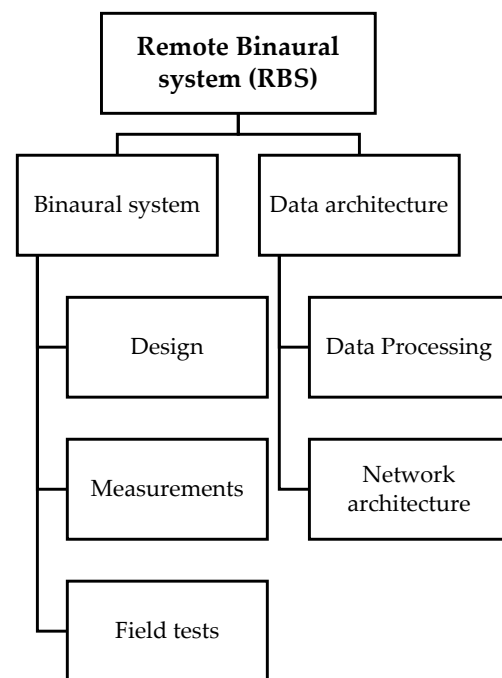 Remote Binaural
system (RBS)
Binaural system
Data architecture
Design
Data Processing
Measurements
Network
architecture
Field tests